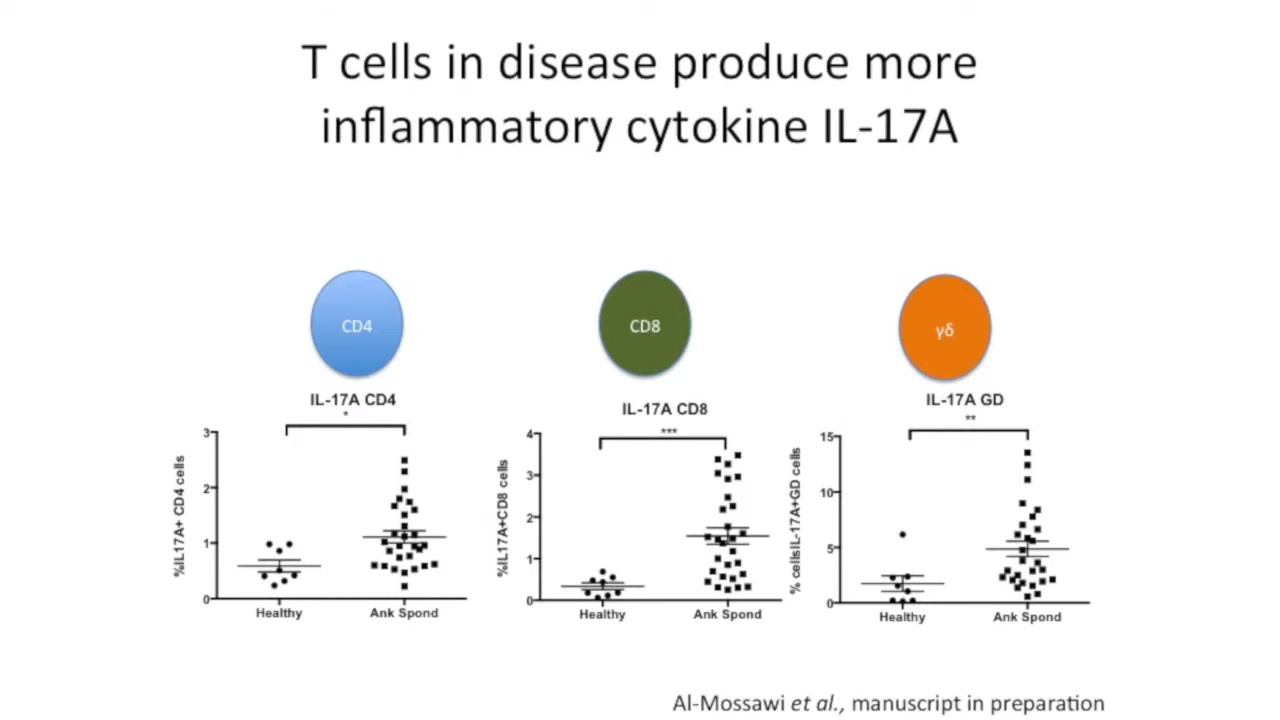 T cells in disease produce more
inflammatory cytokine IL-17A
CD4
CD8
γδ
IL-17A CD4
*
%IL17A+ CD4 cells
3
2
1
0
Healthy
Ank Spond
IL-17A CD8
***
%IL17A+CD8 cells
4
3
2
1
0
Healthy
Ank Spond
IL-17A GD
**
% cellsIL-17A+GD cells
15
10
5
0
Healthy
Ank Spond
Al-Mossawi et al., manuscript in preparation